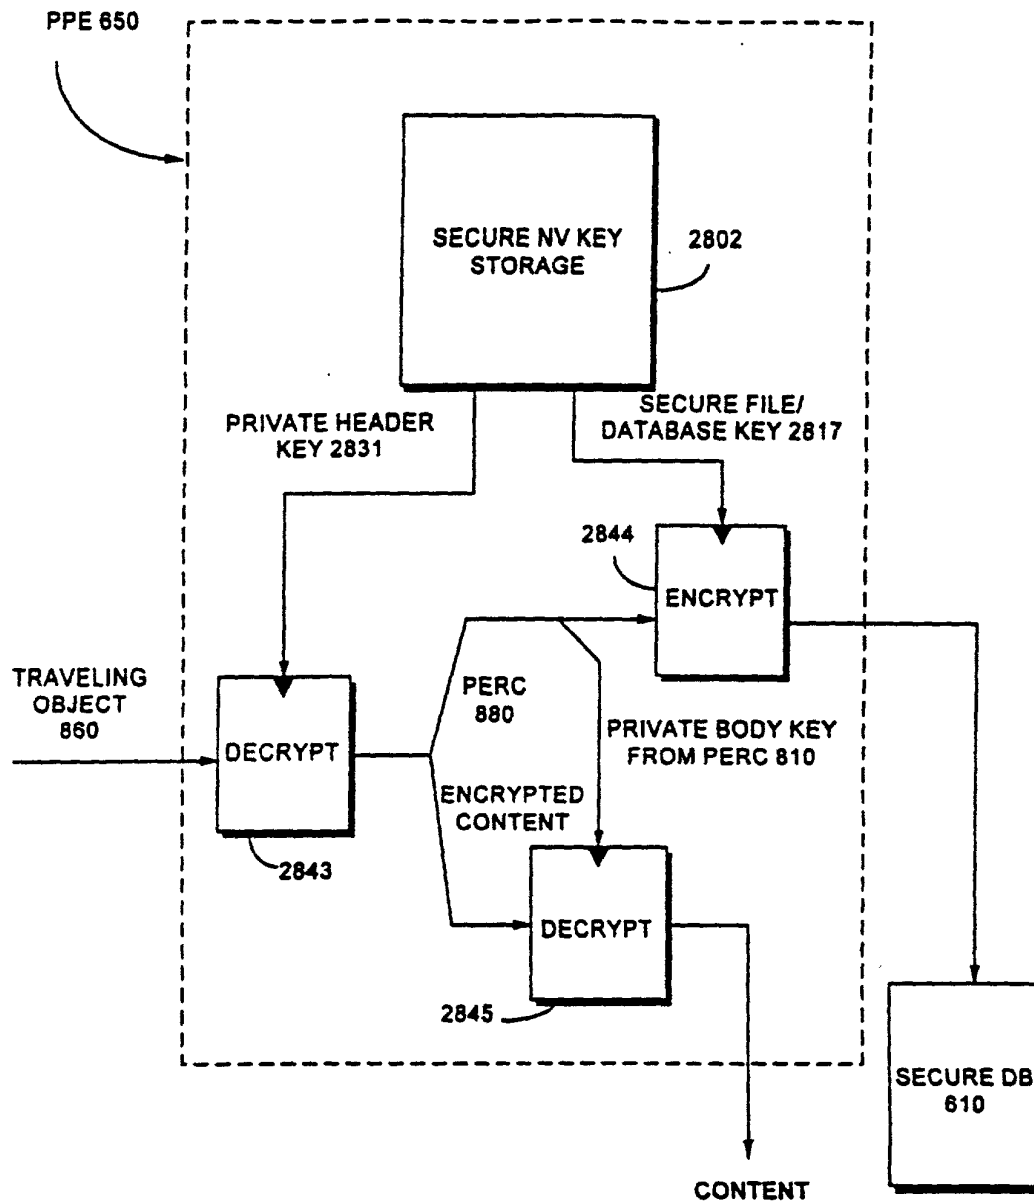 PPE 650
SECURE NV KEY
STORAGE
2802
PRIVATE HEADER
KEY 2831
SECURE FILE/
DATABASE KEY 2817
2844
ENCRYPT
TRAVELING
OBJECT
860
DECRYPT
PERC
880
PRIVATE BODY KEY
FROM PERC 810
ENCRYPTED
CONTENT
2843
DECRYPT
2845
SECURE DB
610
CONTENT